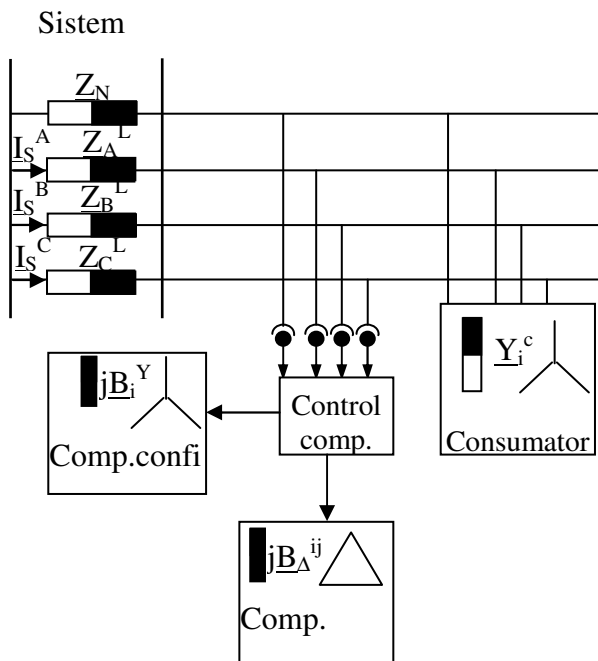 Sistem
Z_N
I_S^A Z_A^L
I_S^B Z_B^L
I_S^C Z_C^L
jB_i^Y
Comp.confi
Control
comp.
Y_i^c
Consumator
jB_Δ^ij
Comp.